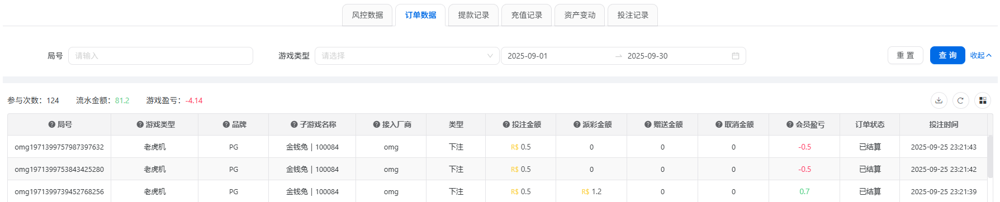 风控数据 订单数据 提款记录 充值记录 资产变动 投注记录
局号 请输入 游戏类型 请选择 2025-09-01 → 2025-09-30 重 置 查 询 收起
参与次数：124 流水金额：81.2 游戏盈亏：-4.14
局号 游戏类型 品牌 子游戏名称 接入厂商 类型 投注金额 派彩金额 赠送金额 取消金额 会员盈亏 订单状态 投注时间
omg1971399757987397632 老虎机 PG 金钱兔 | 100084 omg 下注 R$ 0.5 0 0 0 -0.5 已结算 2025-09-25 23:21:43
omg1971399753843425280 老虎机 PG 金钱兔 | 100084 omg 下注 R$ 0.5 0 0 0 -0.5 已结算 2025-09-25 23:21:42
omg1971399739452768256 老虎机 PG 金钱兔 | 100084 omg 下注 R$ 0.5 R$ 1.2 0 0 0.7 已结算 2025-09-25 23:21:39